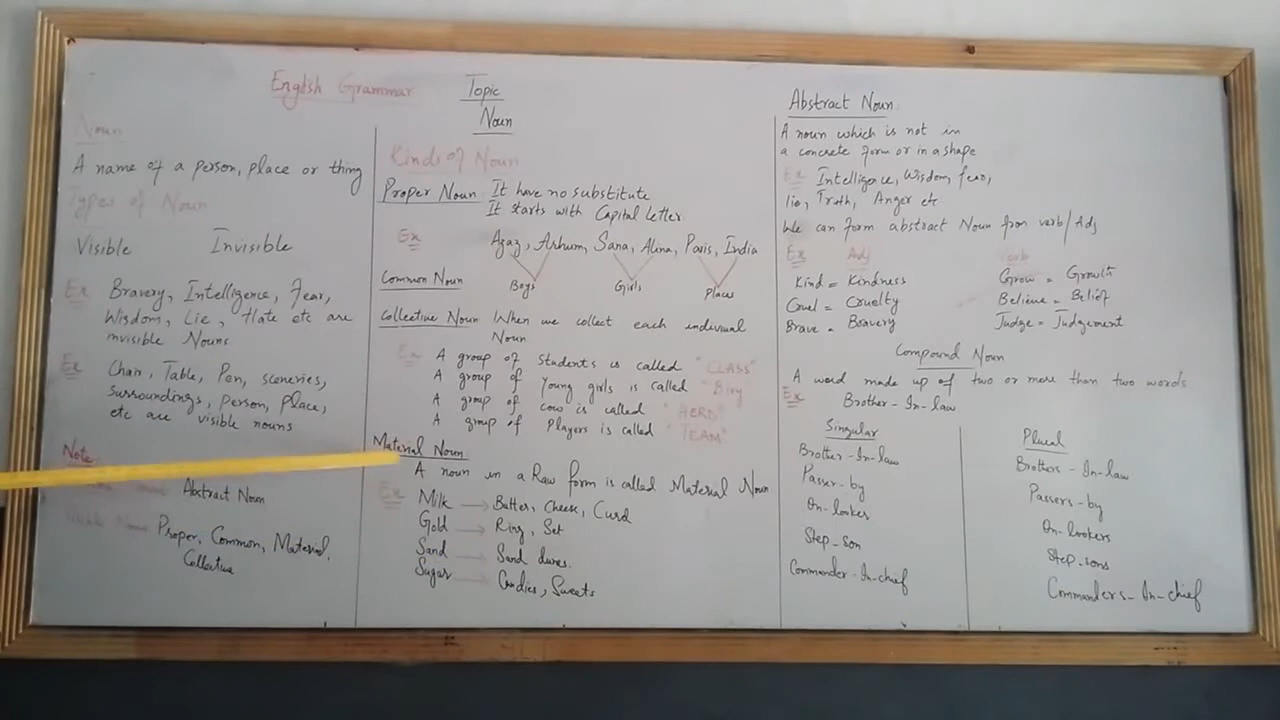 English Grammar
Topic
Noun
Noun
A name of a person, place or thing
Types of Noun
Visible Invisible
Ex Bravery, Intelligence, Fear,
Wisdom, Lie, Hate etc are
invisible Nouns
Ex Chair, Table, Pen, sceneries,
surroundings, person, place,
etc are visible nouns
Note
Abstract Noun
Visible Noun Proper, Common, Material,
Collective
Kinds of Noun
Proper Noun: It have no substitute
It starts with Capital letter.
Ex Azaz, Arhum, Sana, Alina, Paris, India
Common Noun Boys Girls Places
Collective Noun When we collect each indiviual
Noun
Ex A group of students is called "CLASS"
A group of young girls is called "Bevy"
A group of cow is called "HERD"
A group of players is called "TEAM"
Material Noun
A noun in a Raw form is called Material Noun
Ex Milk → Butter, Cheese, Curd
Gold → Ring, Set
Sand → Sand dunes.
Sugar → Candies, Sweets
Abstract Noun.
A noun which is not in
a concrete form or in a shape
Ex Intelligence, Wisdom, fear,
lie, Truth, Anger etc
We can form abstract Noun from verb/Adj
Ex Adj Verb
Kind = Kindness Grow = Growth
Cruel = Cruelty Believe = Belief
Brave = Bravery Judge = Judgement
Compound Noun
A word made up of two or more than two words
Ex Brother-In-law
Singular Plural
Brother-In-law Brothers-In-law
Passer-by Passers-by
On-looker On-lookers
Step-son Step-sons
Commander-In-chief Commanders-In-chief